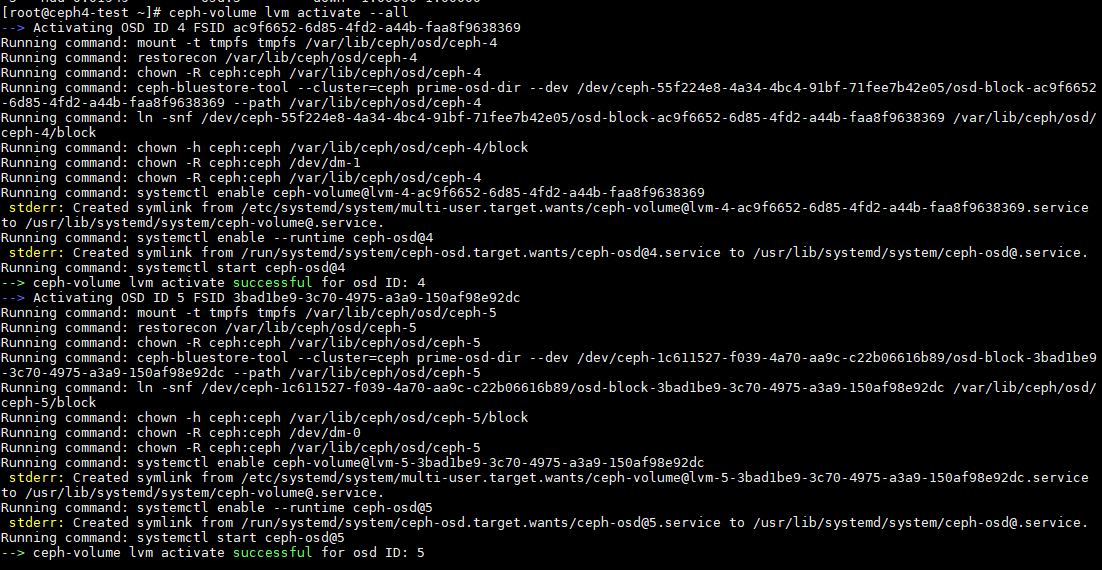 [root@ceph4-test ~]# ceph-volume lvm activate --all
--> Activating OSD ID 4 FSID ac9f6652-6d85-4fd2-a44b-faa8f9638369
Running command: mount -t tmpfs tmpfs /var/lib/ceph/osd/ceph-4
Running command: restorecon /var/lib/ceph/osd/ceph-4
Running command: chown -R ceph:ceph /var/lib/ceph/osd/ceph-4
Running command: ceph-bluestore-tool --cluster=ceph prime-osd-dir --dev /dev/ceph-55f224e8-4a34-4bc4-91bf-71fee7b42e05/osd-block-ac9f6652
-6d85-4fd2-a44b-faa8f9638369 --path /var/lib/ceph/osd/ceph-4
Running command: ln -snf /dev/ceph-55f224e8-4a34-4bc4-91bf-71fee7b42e05/osd-block-ac9f6652-6d85-4fd2-a44b-faa8f9638369 /var/lib/ceph/osd/
ceph-4/block
Running command: chown -h ceph:ceph /var/lib/ceph/osd/ceph-4/block
Running command: chown -R ceph:ceph /dev/dm-1
Running command: chown -R ceph:ceph /var/lib/ceph/osd/ceph-4
Running command: systemctl enable ceph-volume@lvm-4-ac9f6652-6d85-4fd2-a44b-faa8f9638369
 stderr: Created symlink from /etc/systemd/system/multi-user.target.wants/ceph-volume@lvm-4-ac9f6652-6d85-4fd2-a44b-faa8f9638369.service
to /usr/lib/systemd/system/ceph-volume@.service.
Running command: systemctl enable --runtime ceph-osd@4
 stderr: Created symlink from /run/systemd/system/ceph-osd.target.wants/ceph-osd@4.service to /usr/lib/systemd/system/ceph-osd@.service.
Running command: systemctl start ceph-osd@4
--> ceph-volume lvm activate successful for osd ID: 4
--> Activating OSD ID 5 FSID 3bad1be9-3c70-4975-a3a9-150af98e92dc
Running command: mount -t tmpfs tmpfs /var/lib/ceph/osd/ceph-5
Running command: restorecon /var/lib/ceph/osd/ceph-5
Running command: chown -R ceph:ceph /var/lib/ceph/osd/ceph-5
Running command: ceph-bluestore-tool --cluster=ceph prime-osd-dir --dev /dev/ceph-1c611527-f039-4a70-aa9c-c22b06616b89/osd-block-3bad1be9
-3c70-4975-a3a9-150af98e92dc --path /var/lib/ceph/osd/ceph-5
Running command: ln -snf /dev/ceph-1c611527-f039-4a70-aa9c-c22b06616b89/osd-block-3bad1be9-3c70-4975-a3a9-150af98e92dc /var/lib/ceph/osd/
ceph-5/block
Running command: chown -h ceph:ceph /var/lib/ceph/osd/ceph-5/block
Running command: chown -R ceph:ceph /dev/dm-0
Running command: chown -R ceph:ceph /var/lib/ceph/osd/ceph-5
Running command: systemctl enable ceph-volume@lvm-5-3bad1be9-3c70-4975-a3a9-150af98e92dc
 stderr: Created symlink from /etc/systemd/system/multi-user.target.wants/ceph-volume@lvm-5-3bad1be9-3c70-4975-a3a9-150af98e92dc.service
to /usr/lib/systemd/system/ceph-volume@.service.
Running command: systemctl enable --runtime ceph-osd@5
 stderr: Created symlink from /run/systemd/system/ceph-osd.target.wants/ceph-osd@5.service to /usr/lib/systemd/system/ceph-osd@.service.
Running command: systemctl start ceph-osd@5
--> ceph-volume lvm activate successful for osd ID: 5